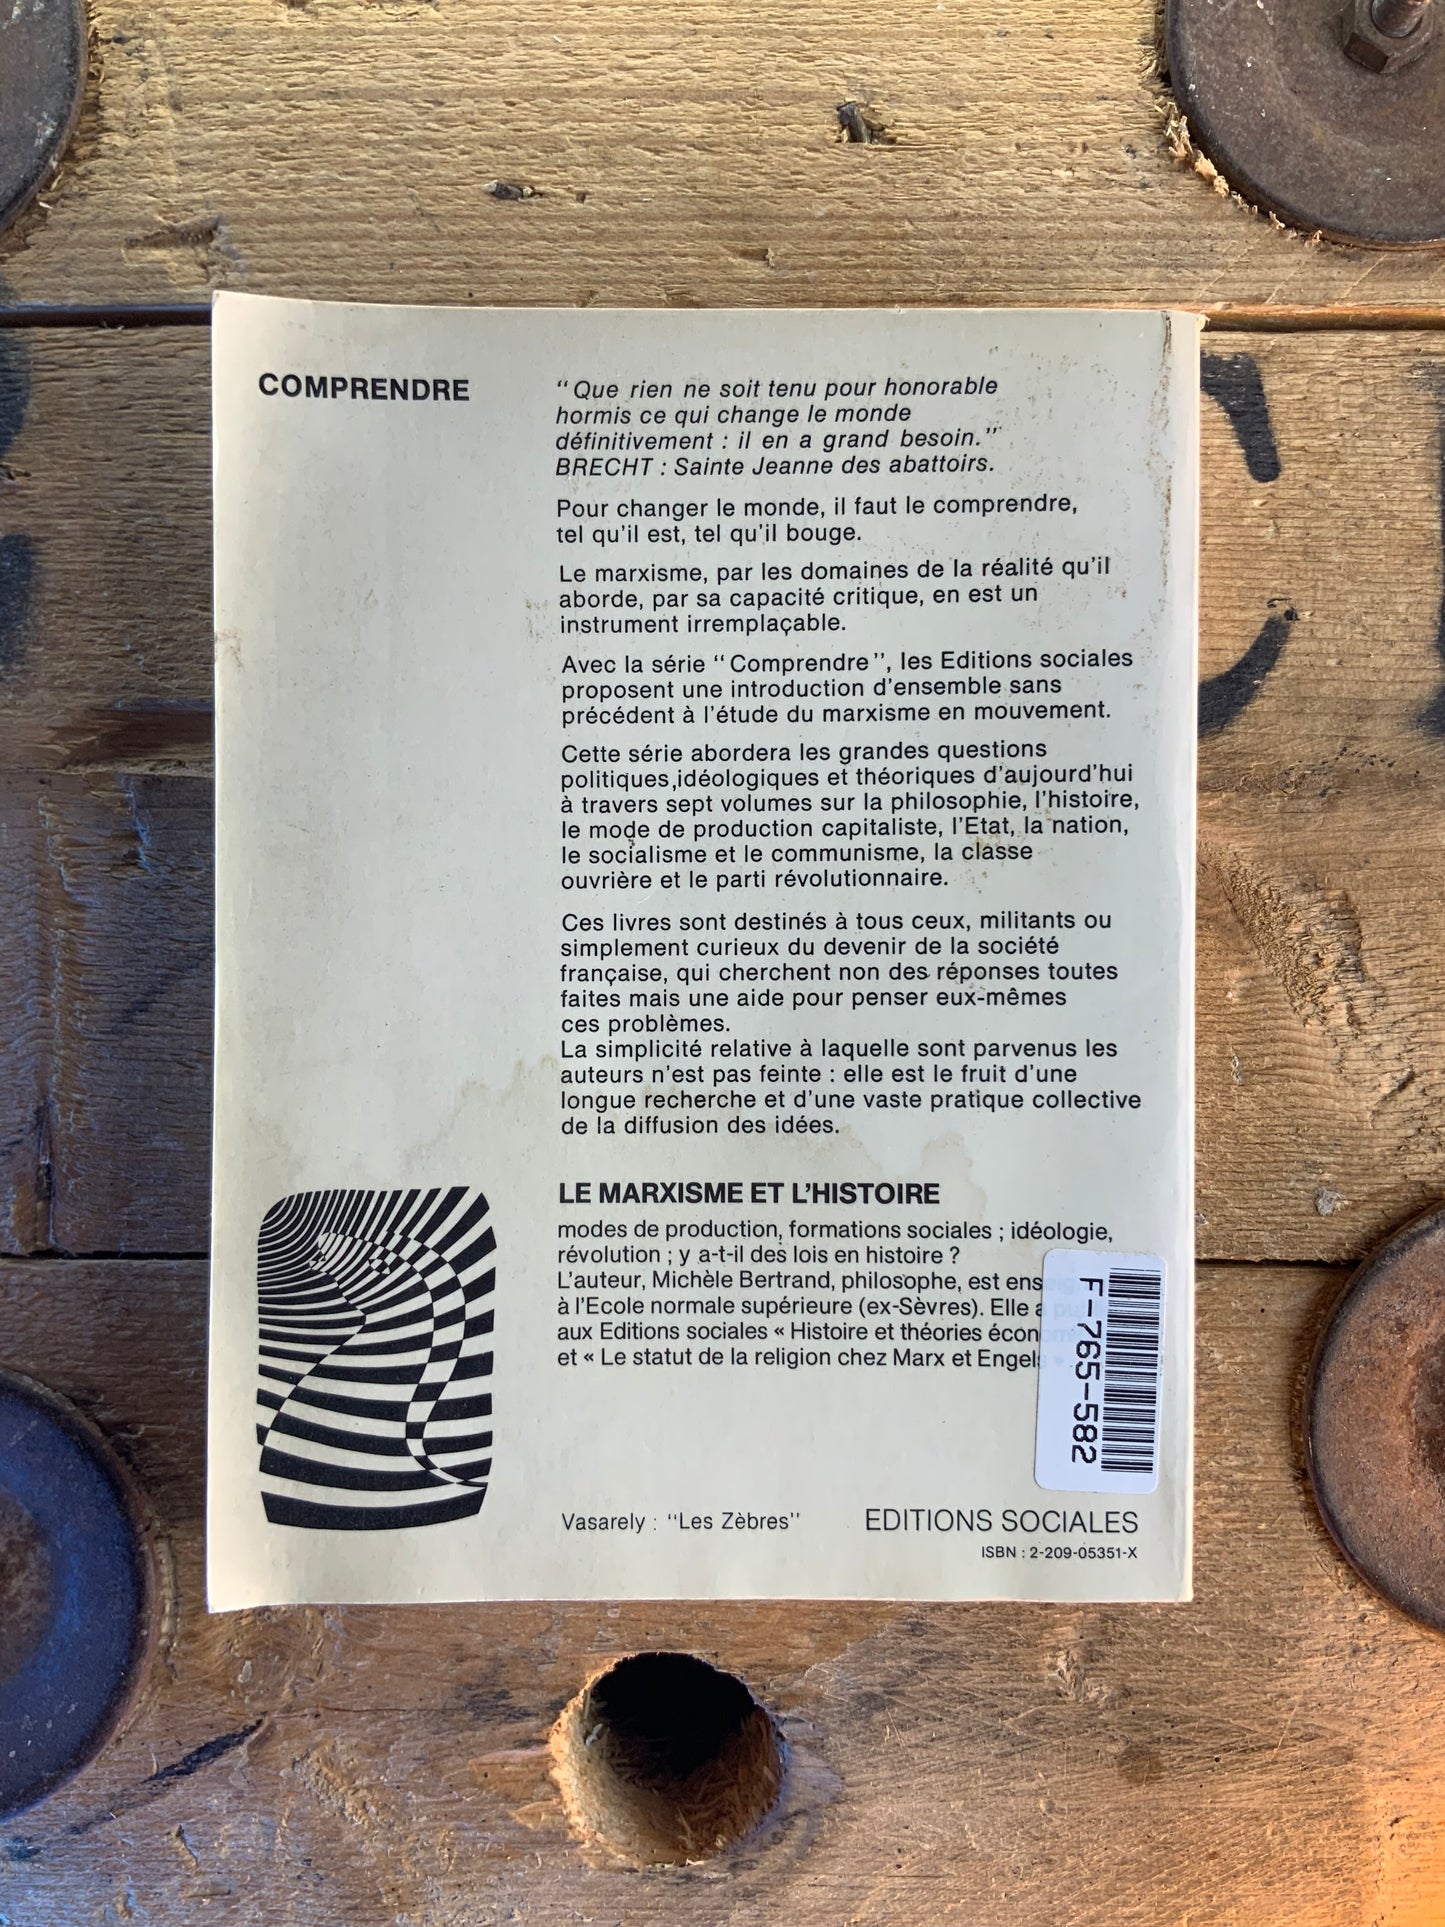 COMPRENDRE
“Que rien ne soit tenu pour honorable
hormis ce qui change le monde
définitivement : il en a grand besoin.”
BRECHT : Sainte Jeanne des abattoirs.
Pour changer le monde, il faut le comprendre,
tel qu’il est, tel qu’il bouge.
Le marxisme, par les domaines de la réalité qu’il
aborde, par sa capacité critique, en est un
instrument irremplaçable.
Avec la série “Comprendre”, les Editions sociales
proposent une introduction d’ensemble sans
précédent à l’étude du marxisme en mouvement.
Cette série abordera les grandes questions
politiques,idéologiques et théoriques d’aujourd’hui
à travers sept volumes sur la philosophie, l’histoire,
le mode de production capitaliste, l’Etat, la nation,
le socialisme et le communisme, la classe
ouvrière et le parti révolutionnaire.
Ces livres sont destinés à tous ceux, militants ou
simplement curieux du devenir de la société
française, qui cherchent non des réponses toutes
faites mais une aide pour penser eux-mêmes
ces problèmes.
La simplicité relative à laquelle sont parvenus les
auteurs n’est pas feinte : elle est le fruit d’une
longue recherche et d’une vaste pratique collective
de la diffusion des idées.
LE MARXISME ET L’HISTOIRE
modes de production, formations sociales ; idéologie,
révolution ; y a-t-il des lois en histoire ?
L’auteur, Michèle Bertrand, philosophe, est
à l’Ecole normale supérieure (ex-Sèvres). Elle a
aux Editions sociales « Histoire et théories
et « Le statut de la religion chez Marx et Engels »
F-765-582
Vasarely : “Les Zèbres”
EDITIONS SOCIALES
ISBN : 2-209-05351-X